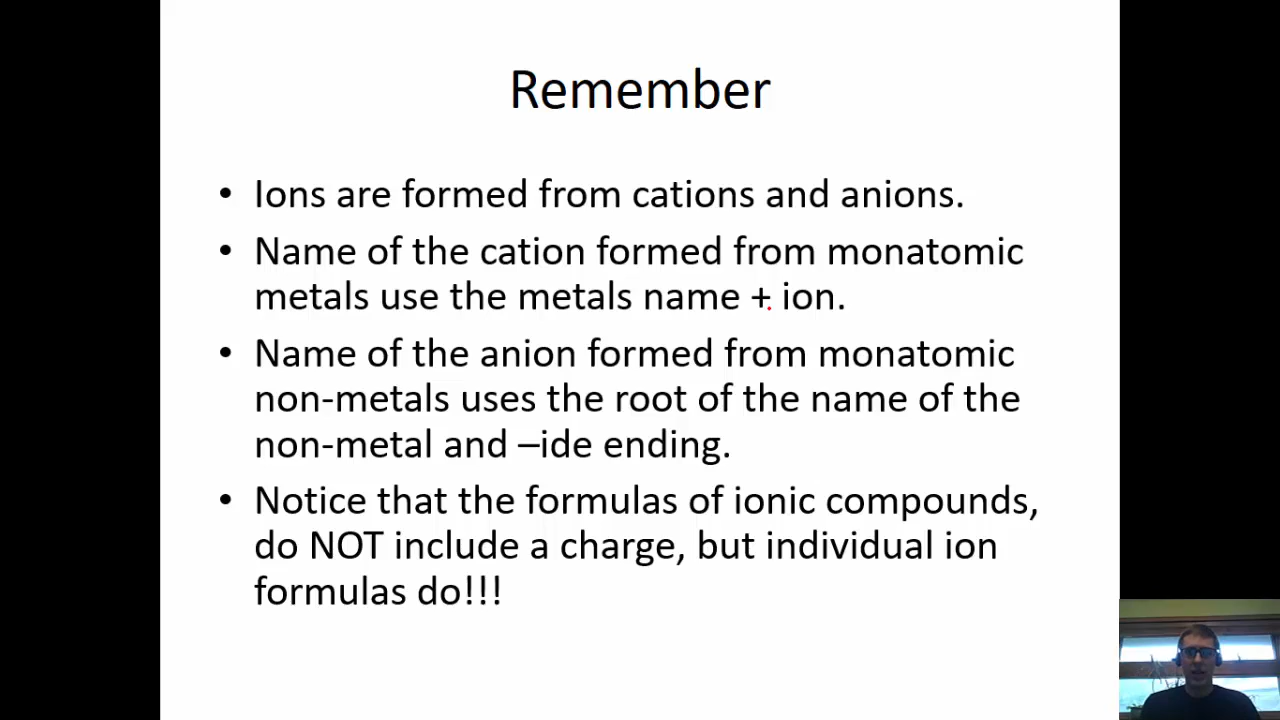 Remember
• Ions are formed from cations and anions.
• Name of the cation formed from monatomic
metals use the metals name + ion.
• Name of the anion formed from monatomic
non-metals uses the root of the name of the
non-metal and –ide ending.
• Notice that the formulas of ionic compounds,
do NOT include a charge, but individual ion
formulas do!!!